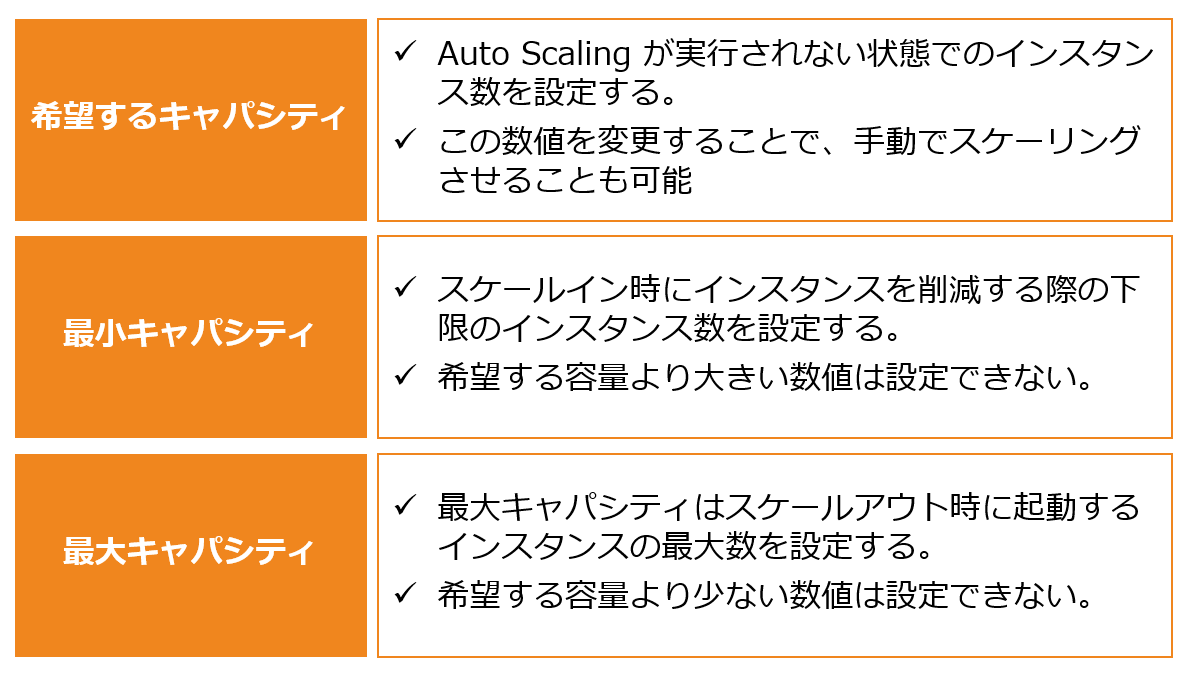 希望するキャパシティ
✓ Auto Scaling が実行されない状態でのインスタン
ス数を設定する。
✓ この数値を変更することで、手動でスケーリング
させることも可能
最小キャパシティ
✓ スケールイン時にインスタンスを削減する際の下
限のインスタンス数を設定する。
✓ 希望する容量より大きい数値は設定できない。
最大キャパシティ
✓ 最大キャパシティはスケールアウト時に起動する
インスタンスの最大数を設定する。
✓ 希望する容量より少ない数値は設定できない。